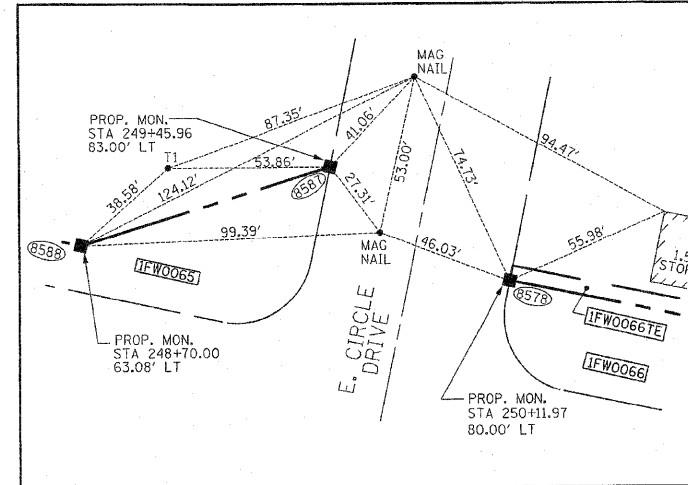 MAG
NAIL
PROP. MON.
STA 249+45.96
83.00' LT
87.35'
41.06'
T1
53.86'
94.47'
38.58'
124.12'
8587
27.31'
53.00'
74.73'
99.39'
8588
MAG
NAIL
46.03'
55.98'
1FW0065
8578
1FW0066TE
1FW0066
PROP. MON.
STA 248+70.00
63.08' LT
E. CIRCLE
DRIVE
PROP. MON.
STA 250+11.97
80.00' LT